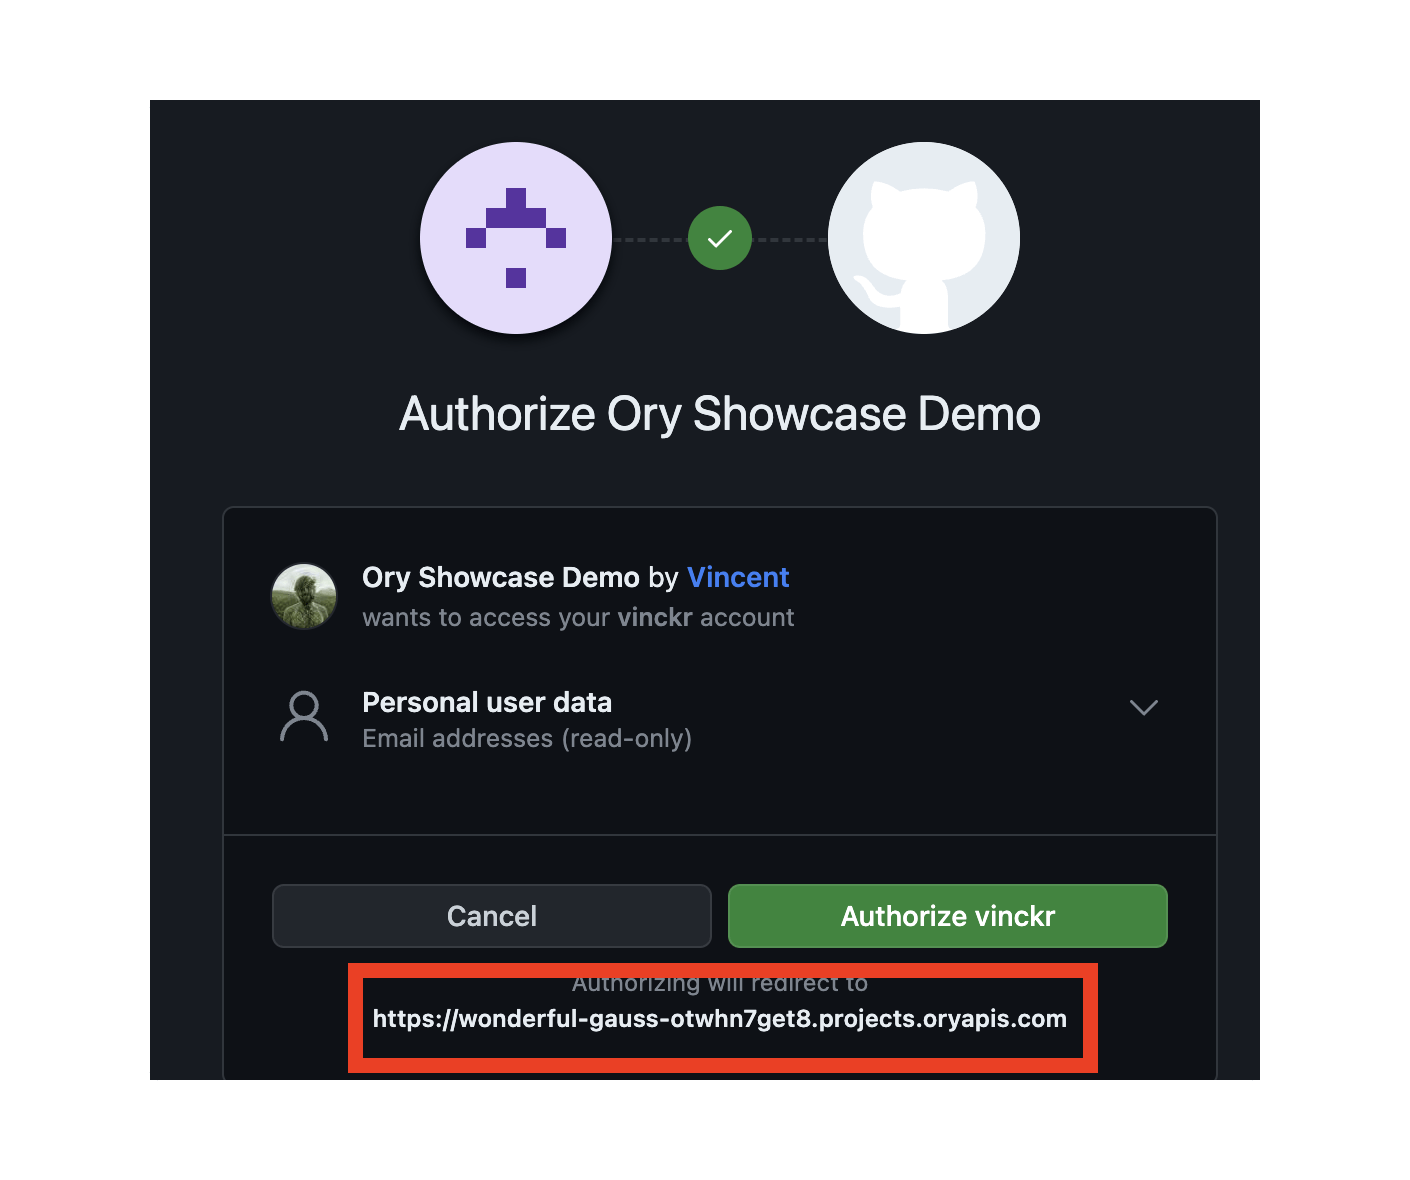 Authorize Ory Showcase Demo
Ory Showcase Demo by Vincent
wants to access your vinckr account
Personal user data
Email addresses (read-only)
Cancel
Authorize vinckr
Authorizing will redirect to
https://wonderful-gauss-otwhn7get8.projects.oryapis.com